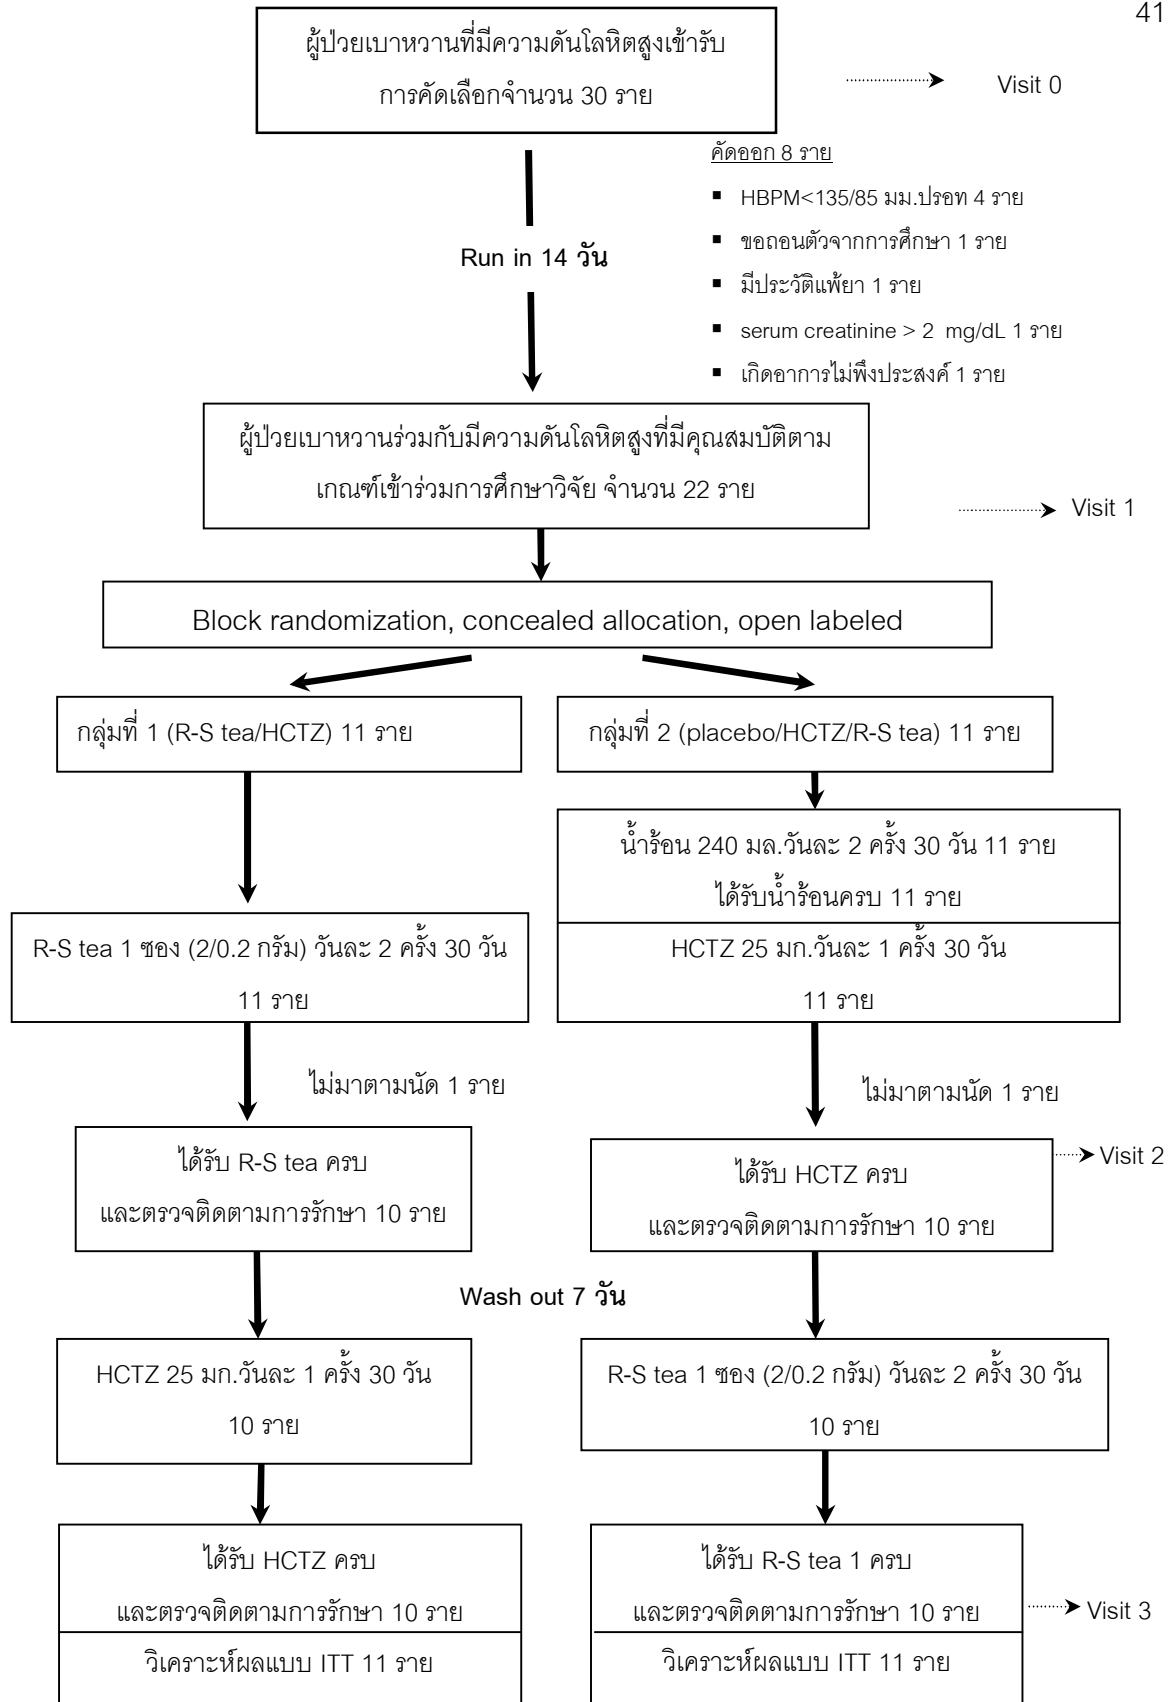 41
ผู้ป่วยเบาหวานที่มีความดันโลหิตสูงเข้ารับ
การคัดเลือกจำนวน 30 ราย
Visit 0
คัดออก 8 ราย
▪ HBPM<135/85 มม.ปรอท 4 ราย
▪ ขอถอนตัวจากการศึกษา 1 ราย
▪ มีประวัติแพ้ยา 1 ราย
▪ serum creatinine > 2 mg/dL 1 ราย
▪ เกิดอาการไม่พึงประสงค์ 1 ราย
Run in 14 วัน
ผู้ป่วยเบาหวานร่วมกับมีความดันโลหิตสูงที่มีคุณสมบัติตาม
เกณฑ์เข้าร่วมการศึกษาวิจัย จำนวน 22 ราย
Visit 1
Block randomization, concealed allocation, open labeled
กลุ่มที่ 1 (R-S tea/HCTZ) 11 ราย
กลุ่มที่ 2 (placebo/HCTZ/R-S tea) 11 ราย
น้ำร้อน 240 มล.วันละ 2 ครั้ง 30 วัน 11 ราย
ได้รับน้ำร้อนครบ 11 ราย
R-S tea 1 ซอง (2/0.2 กรัม) วันละ 2 ครั้ง 30 วัน
11 ราย
HCTZ 25 มก.วันละ 1 ครั้ง 30 วัน
11 ราย
ไม่มาตามนัด 1 ราย
ไม่มาตามนัด 1 ราย
ได้รับ R-S tea ครบ
และตรวจติดตามการรักษา 10 ราย
ได้รับ HCTZ ครบ
และตรวจติดตามการรักษา 10 ราย
Visit 2
Wash out 7 วัน
HCTZ 25 มก.วันละ 1 ครั้ง 30 วัน
10 ราย
R-S tea 1 ซอง (2/0.2 กรัม) วันละ 2 ครั้ง 30 วัน
10 ราย
ได้รับ HCTZ ครบ
และตรวจติดตามการรักษา 10 ราย
วิเคราะห์ผลแบบ ITT 11 ราย
ได้รับ R-S tea 1 ครบ
และตรวจติดตามการรักษา 10 ราย
วิเคราะห์ผลแบบ ITT 11 ราย
Visit 3